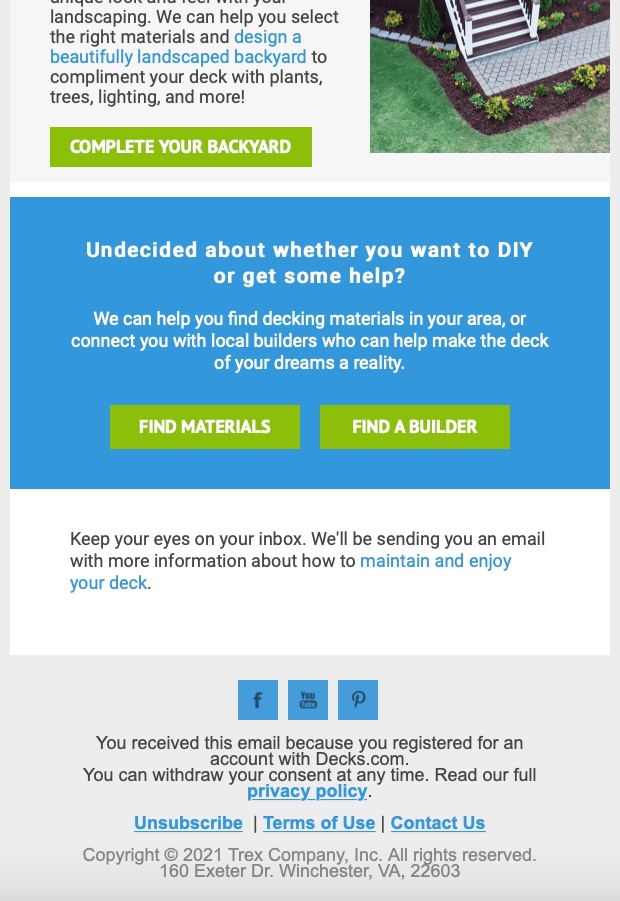 unique look and feel with your
landscaping. We can help you select
the right materials and design a
beautifully landscaped backyard to
compliment your deck with plants,
trees, lighting, and more!
COMPLETE YOUR BACKYARD
Undecided about whether you want to DIY
or get some help?
We can help you find decking materials in your area, or
connect you with local builders who can help make the deck
of your dreams a reality.
FIND MATERIALS FIND A BUILDER
Keep your eyes on your inbox. We'll be sending you an email
with more information about how to maintain and enjoy
your deck.
f You Tube
You received this email because you registered for an
account with Decks.com.
You can withdraw your consent at any time. Read our full
privacy policy.
Unsubscribe | Terms of Use | Contact Us
Copyright © 2021 Trex Company, Inc. All rights reserved.
160 Exeter Dr. Winchester, VA, 22603